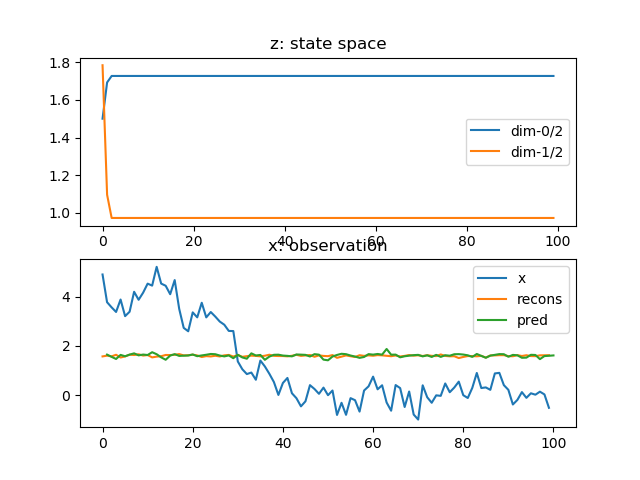 z: state space
1.8
1.6
1.4
1.2
1.0
dim-0/2
dim-1/2
0 20 40 60 80 100
x: observation
4
2
0
x
recons
pred
0 20 40 60 80 100